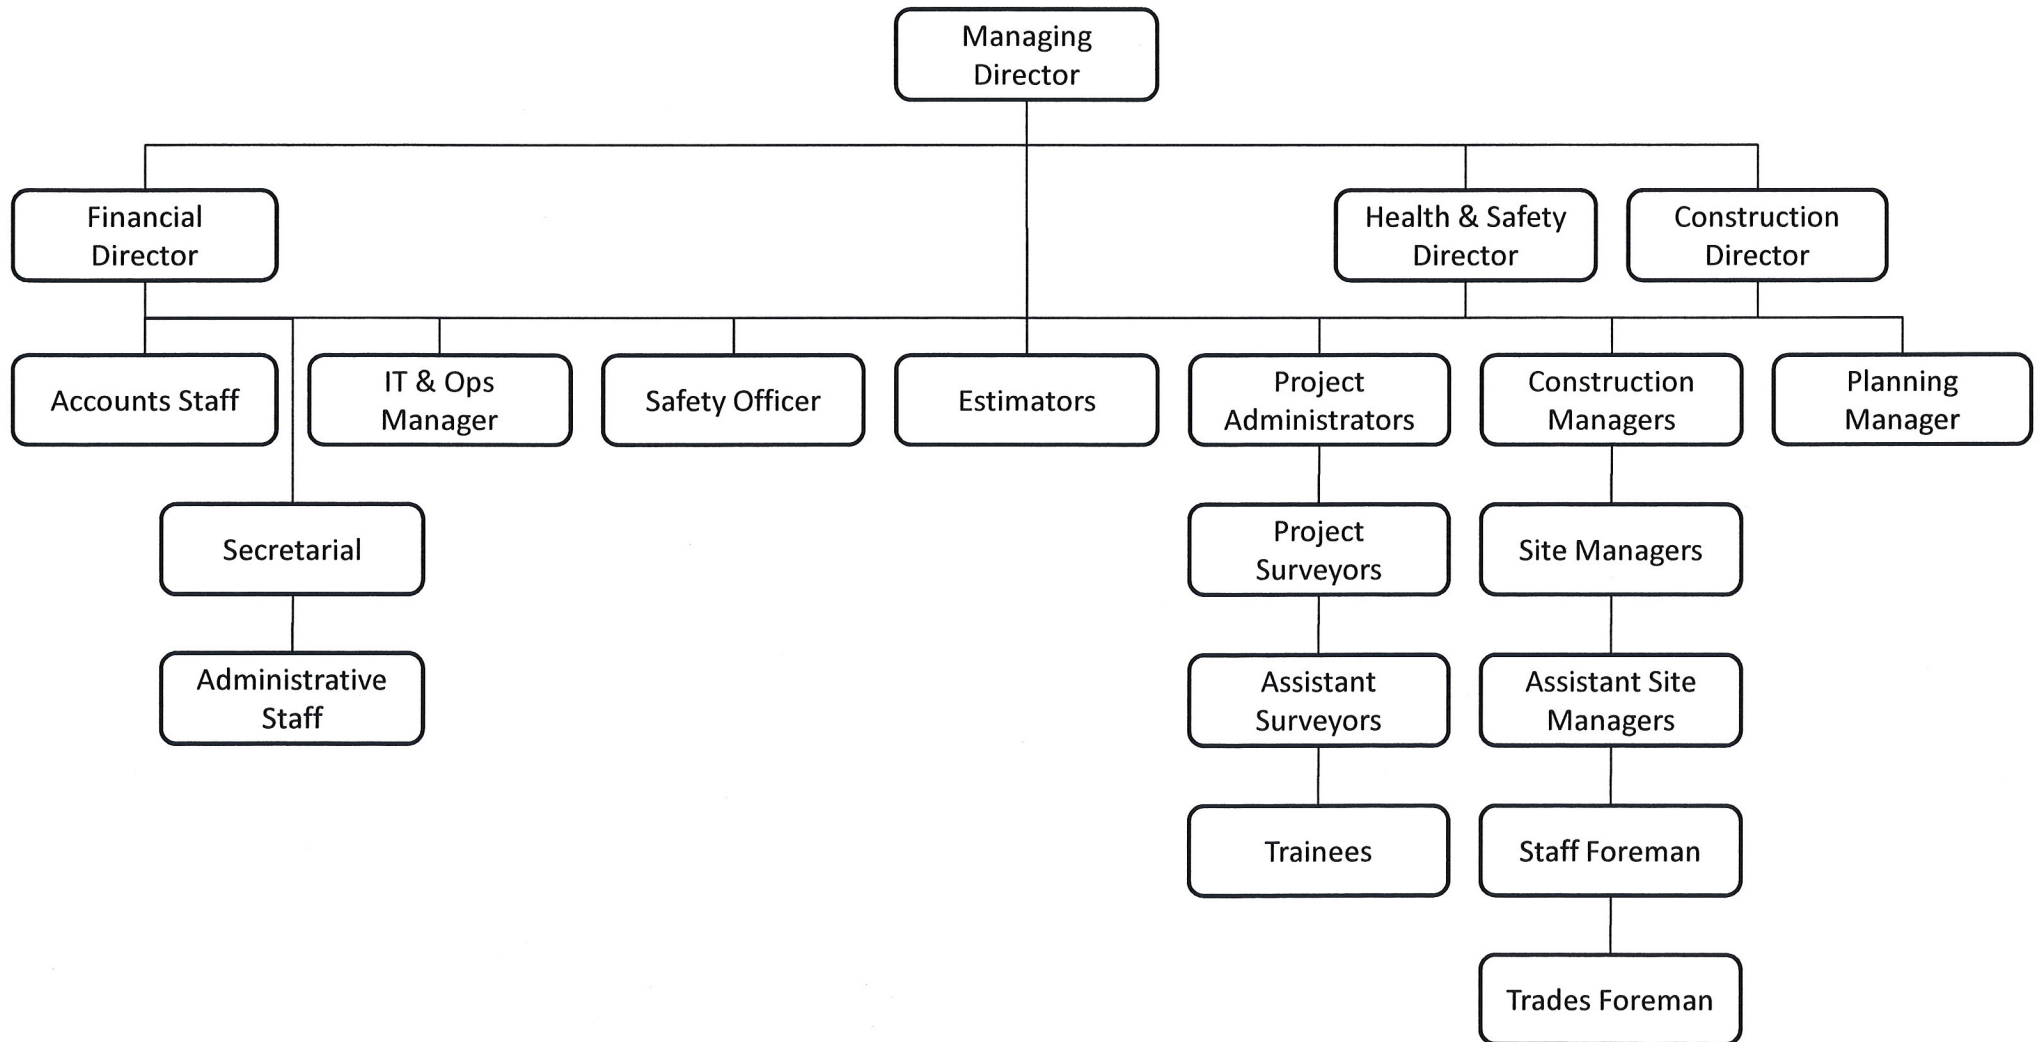 Managing
Director
Financial
Director
Health & Safety
Director
Construction
Director
Accounts Staff
IT & Ops
Manager
Safety Officer
Estimators
Project
Administrators
Construction
Managers
Planning
Manager
Secretarial
Project
Surveyors
Site Managers
Administrative
Staff
Assistant
Surveyors
Assistant Site
Managers
Trainees
Staff Foreman
Trades Foreman